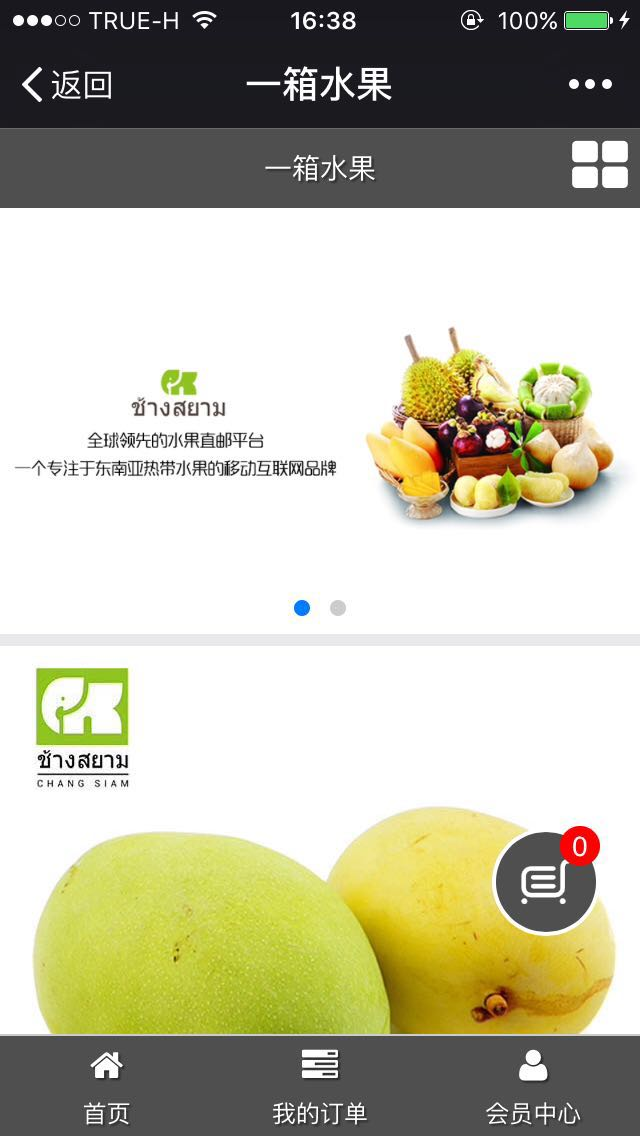 TRUE-H 16:38 100%
返回 一箱水果
一箱水果
ช้างสยาม
全球领先的水果直邮平台
一个专注于东南亚热带水果的移动互联网品牌
ช้างสยาม
CHANG SIAM
0
首页 我的订单 会员中心